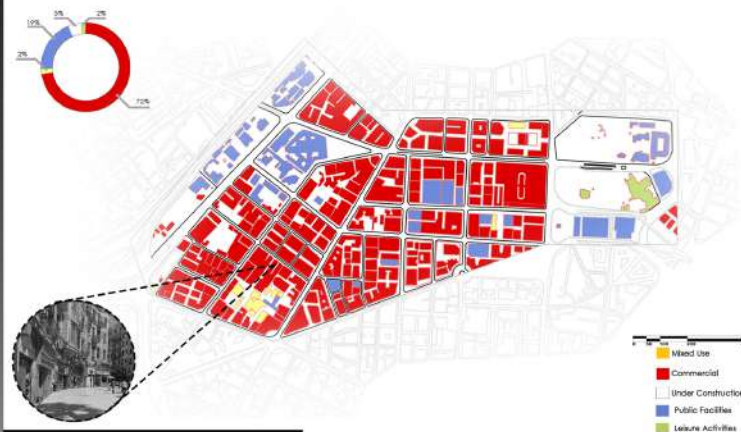 5%
2%
19%
2%
72%
Mixed Use
Commercial
Under Construction
Public Facilities
Leisure Activities